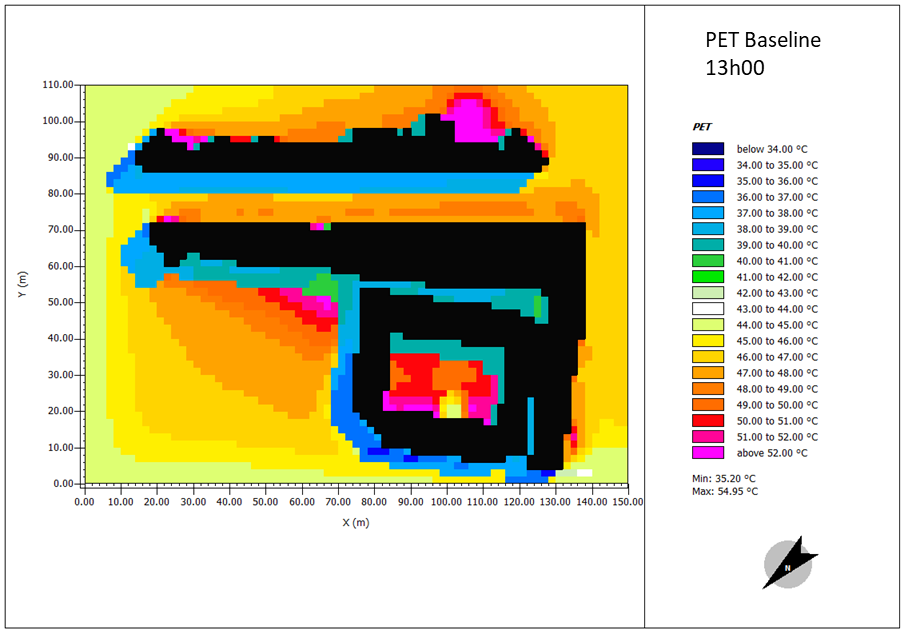 PET Baseline
13h00
PET
below 34.00 °C
34.00 to 35.00 °C
35.00 to 36.00 °C
36.00 to 37.00 °C
37.00 to 38.00 °C
38.00 to 39.00 °C
39.00 to 40.00 °C
40.00 to 41.00 °C
41.00 to 42.00 °C
42.00 to 43.00 °C
43.00 to 44.00 °C
44.00 to 45.00 °C
45.00 to 46.00 °C
46.00 to 47.00 °C
47.00 to 48.00 °C
48.00 to 49.00 °C
49.00 to 50.00 °C
50.00 to 51.00 °C
51.00 to 52.00 °C
above 52.00 °C
Min: 35.20 °C
Max: 54.95 °C
N
110.00
100.00
90.00
80.00
70.00
60.00
50.00
40.00
30.00
20.00
10.00
0.00
Y (m)
0.00 10.00 20.00 30.00 40.00 50.00 60.00 70.00 80.00 90.00 100.00 110.00 120.00 130.00 140.00 150.00
X (m)